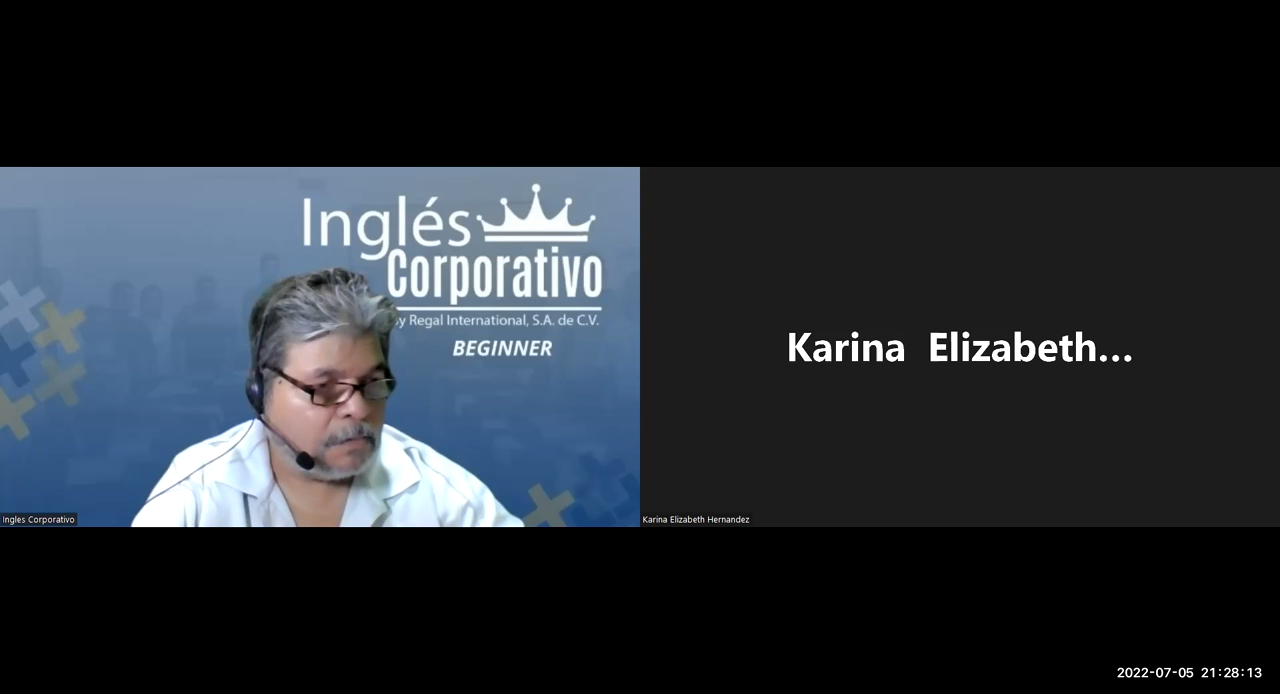 Inglés
Corporativo
by Regal International, S.A. de C.V.
BEGINNER
Karina Elizabeth...
Ingles Corporativo
Karina Elizabeth Hernandez
2022-07-05 21:28:13